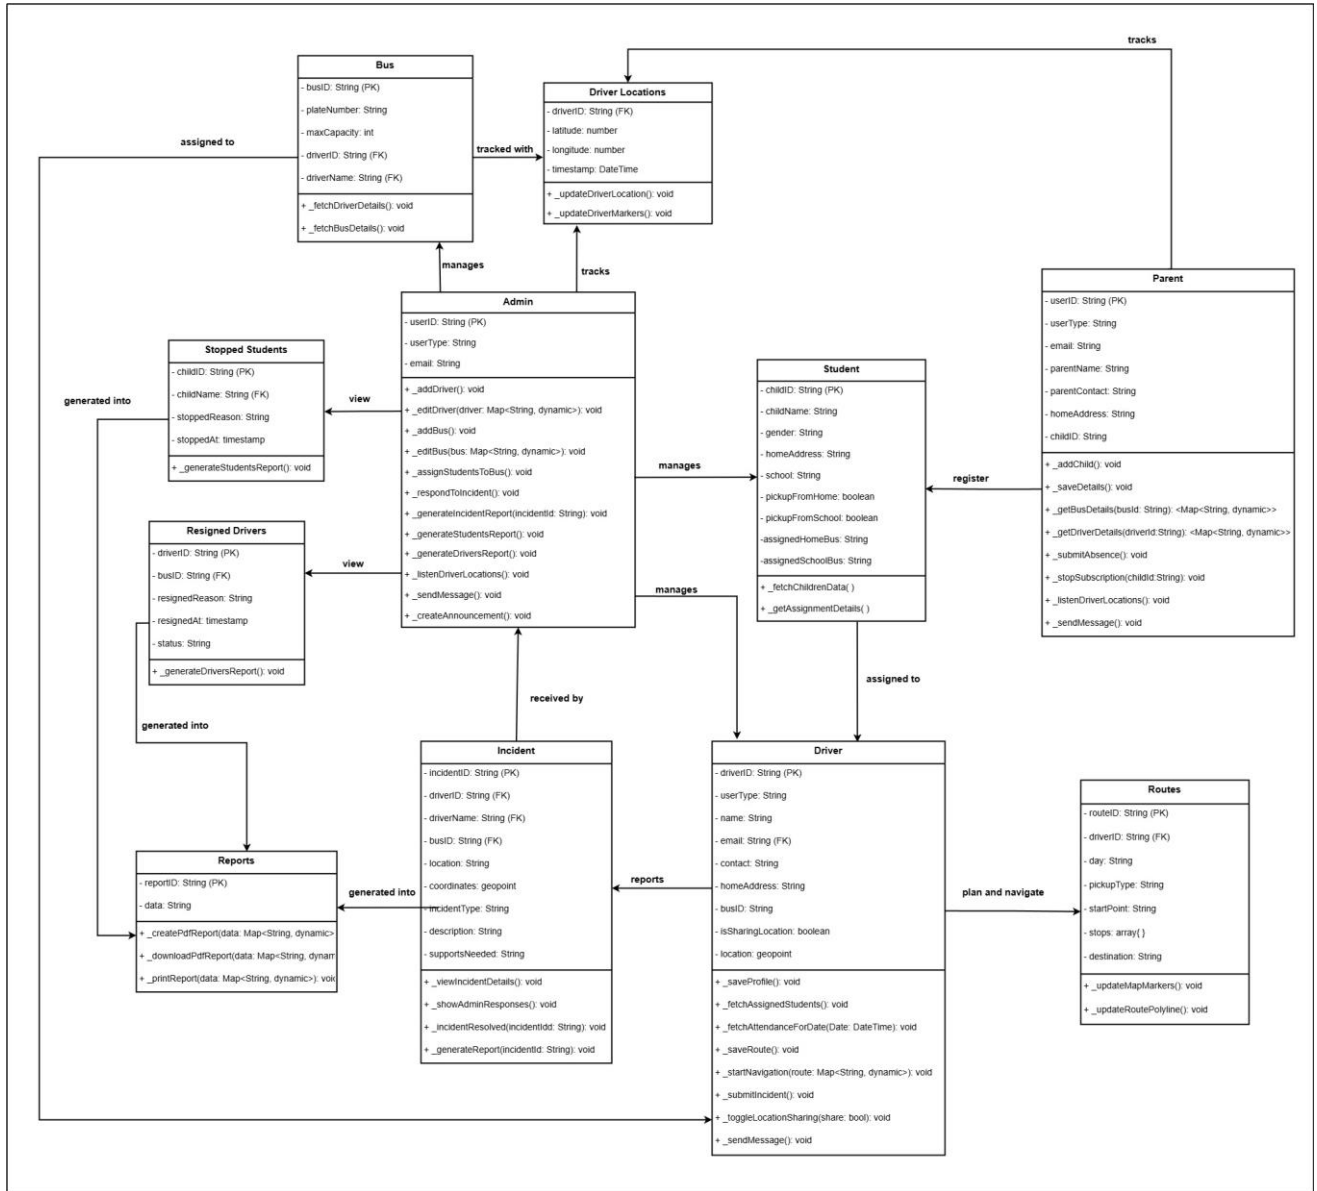 tracks
Bus
- busID: String (PK)
- plateNumber: String
- maxCapacity: int
- driverID: String (FK)
- driverName: String (FK)
+ _fetchDriverDetails(): void
+ _fetchBusDetails(): void
Driver Locations
- driverID: String (FK)
- latitude: number
- longitude: number
- timestamp: DateTime
+ _updateDriverLocation(): void
+ _updateDriverMarkers(): void
assigned to
tracked with
manages
tracks
Admin
- userID: String (PK)
- userType: String
- email: String
+ _addDriver(): void
+ _editDriver(driver: Map<String, dynamic>): void
+ _addBus(): void
+ _editBus(bus: Map<String, dynamic>): void
+ _assignStudentsToBus(): void
+ _respondToIncident(): void
+ _generateIncidentReport(incidentId: String): void
+ _generateStudentsReport(): void
+ _generateDriversReport(): void
+ _listenDriverLocations(): void
+ _sendMessage(): void
+ _createAnnouncement(): void
Parent
- userID: String (PK)
- userType: String
- email: String
- parentName: String
- parentContact: String
- homeAddress: String
- childID: String
+ _addChild(): void
+ _saveDetails(): void
+ _getBusDetails(busId: String): <Map<String, dynamic>>
+ _getDriverDetails(driverId:String): <Map<String, dynamic>>
+ _submitAbsence(): void
+ _stopSubscription(childId:String): void
+ _listenDriverLocations(): void
+ _sendMessage(): void
Stopped Students
- childID: String (PK)
- childName: String (FK)
- stoppedReason: String
- stoppedAt: timestamp
+ _generateStudentsReport(): void
generated into
view
Student
- childID: String (PK)
- childName: String
- gender: String
- homeAddress: String
- school: String
- pickupFromHome: boolean
- pickupFromSchool: boolean
-assignedHomeBus: String
-assignedSchoolBus: String
+ _fetchChildrenData( )
+ _getAssignmentDetails( )
manages
register
Resigned Drivers
- driverID: String (PK)
- busID: String (FK)
- resignedReason: String
- resignedAt: timestamp
- status: String
+ _generateDriversReport(): void
view
manages
assigned to
received by
generated into
Incident
- incidentID: String (PK)
- driverID: String (FK)
- driverName: String (FK)
- busID: String (FK)
- location: String
- coordinates: geopoint
- incidentType: String
- description: String
- supportsNeeded: String
+ _viewIncidentDetails(): void
+ _showAdminResponses(): void
+ _incidentResolved(incidentIdd: String): void
+ _generateReport(incidentId: String): void
Driver
- driverID: String (PK)
- userType: String
- name: String
- email: String (FK)
- contact: String
- homeAddress: String
- busID: String
- isSharingLocation: boolean
- location: geopoint
+ _saveProfile(): void
+ _fetchAssignedStudents(): void
+ _fetchAttendanceForDate(Date: DateTime): void
+ _saveRoute(): void
+ _startNavigation(route: Map<String, dynamic>): void
+ _submitIncident(): void
+ _toggleLocationSharing(share: bool): void
+ _sendMessage(): void
Routes
- routeID: String (PK)
- driverID: String (FK)
- day: String
- pickupType: String
- startPoint: String
- stops: array{ }
- destination: String
+ _updateMapMarkers(): void
+ _updateRoutePolyline(): void
Reports
- reportID: String (PK)
- data: String
+ _createPdfReport(data: Map<String, dynamic>
+ _downloadPdfReport(data: Map<String, dynam
+ _printReport(data: Map<String, dynamic>): void
generated into
reports
plan and navigate